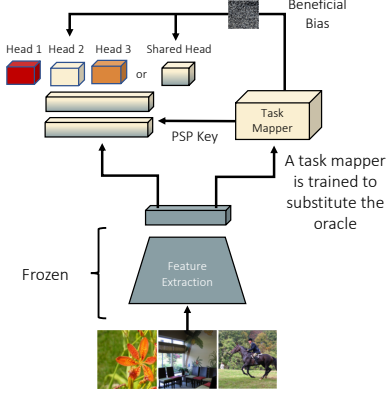 Beneficial
Bias
Head 1 Head 2 Head 3 or Shared Head
Task
Mapper
PSP Key
A task mapper
is trained to
substitute the
oracle
Frozen
Feature
Extraction